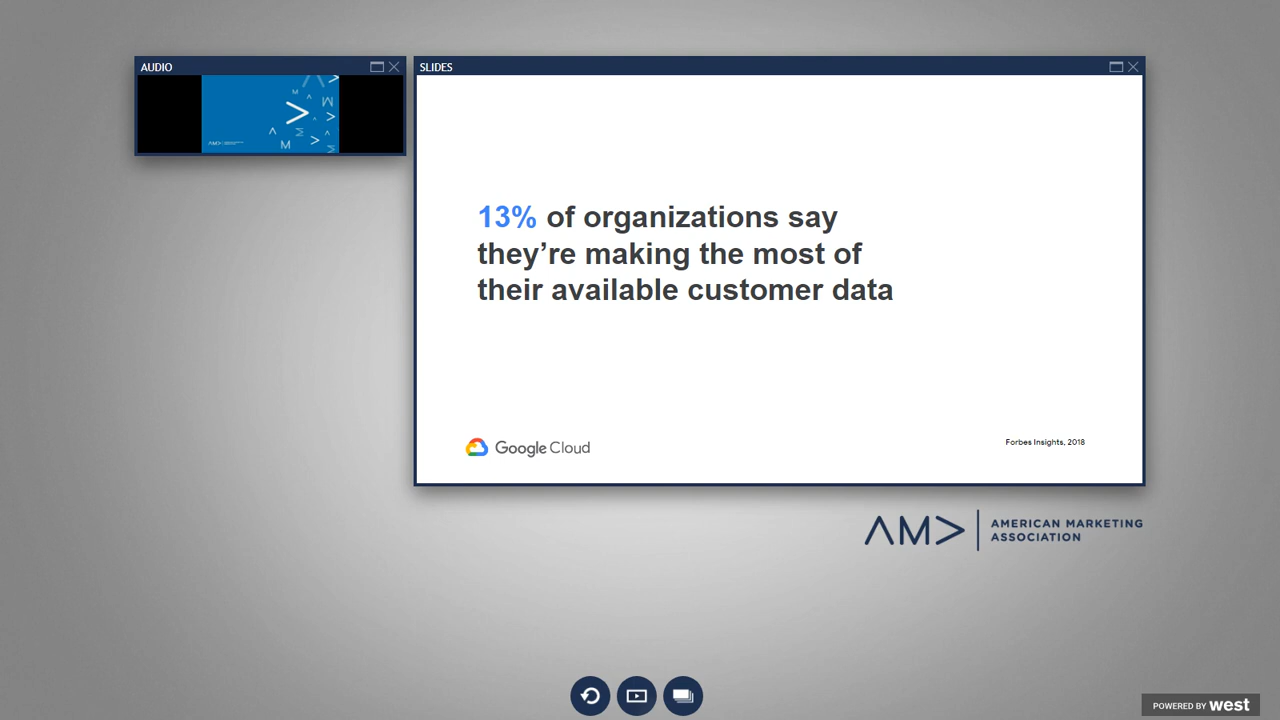 AUDIO
SLIDES
13% of organizations say
they’re making the most of
their available customer data
Google Cloud
Forbes Insights, 2018
AMERICAN MARKETING
ASSOCIATION
POWERED BY west